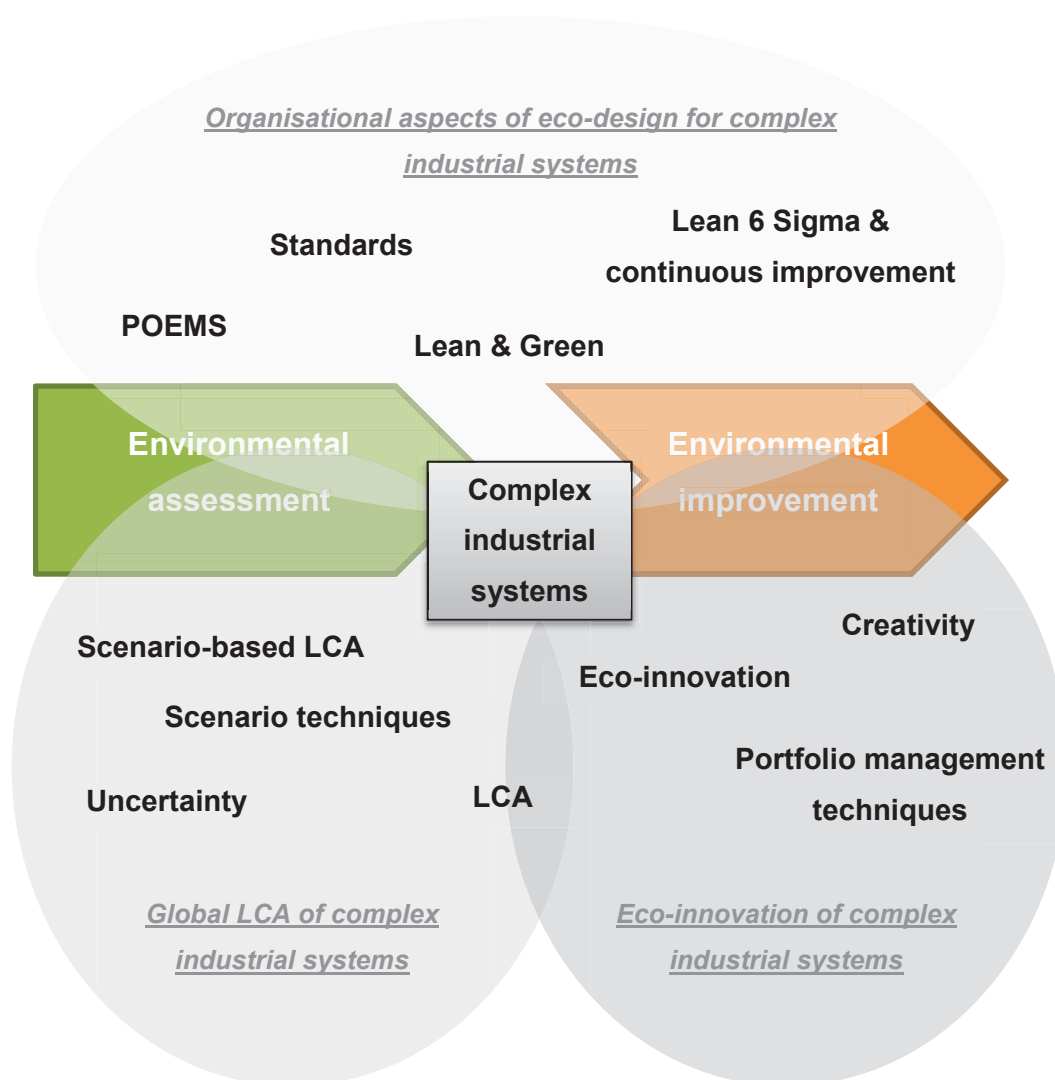 Organisational aspects of eco-design for complex
industrial systems
Standards
Lean 6 Sigma &
continuous improvement
POEMS
Lean & Green
Environmental
assessment
Complex
industrial
systems
Environmental
improvement
Scenario-based LCA
Scenario techniques
Uncertainty
LCA
Creativity
Eco-innovation
Portfolio management
techniques
Global LCA of complex
industrial systems
Eco-innovation of complex
industrial systems